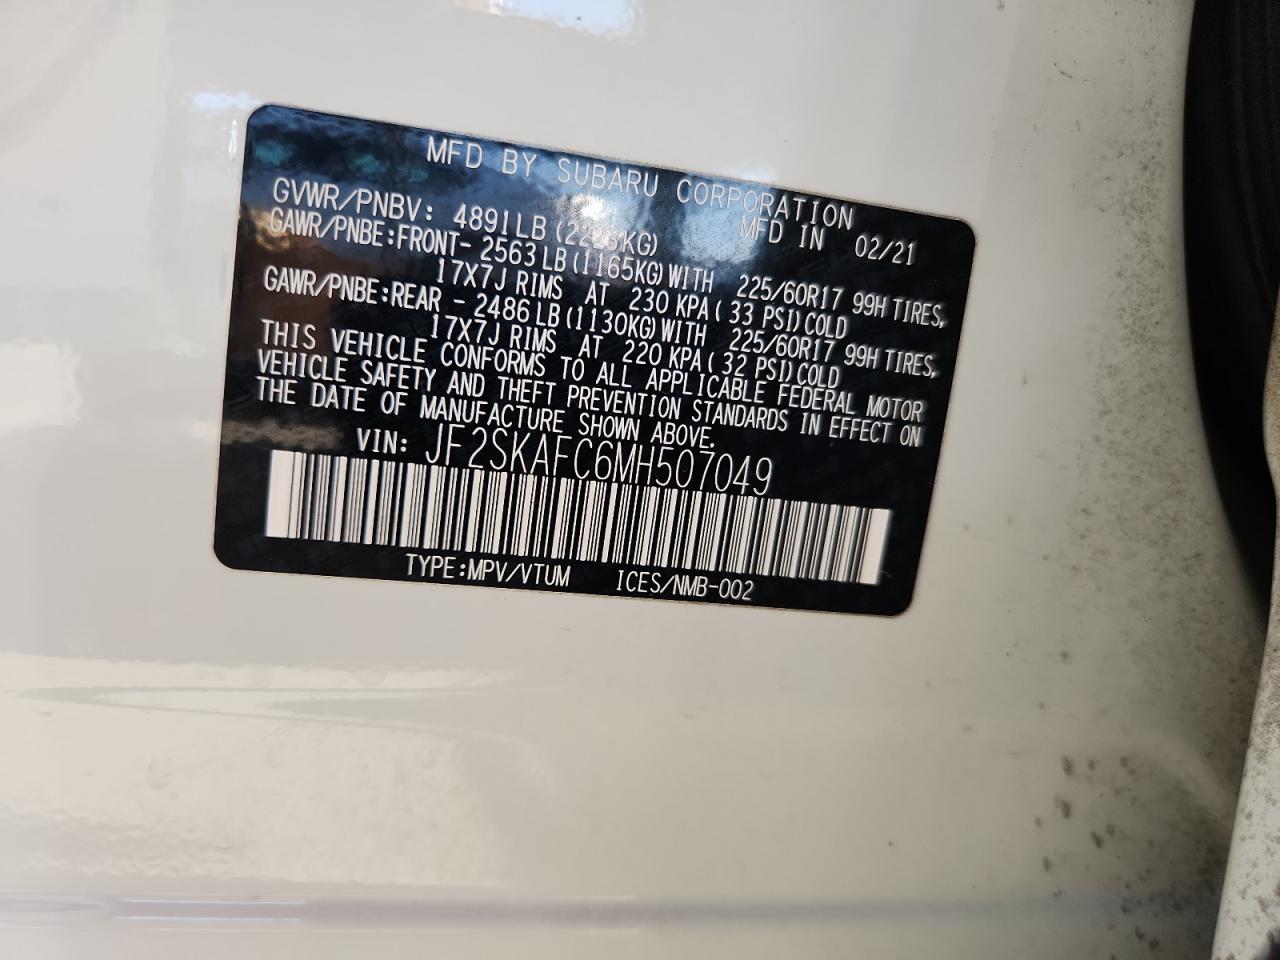 MFD BY SUBARU CORPORATION
GVWR/PNBV: 4891LB ( KG) MFD IN 02/21
GAWR/PNBE:FRONT- 2563LB(1165KG)WITH 225/60R17 99H TIRES,
17X7J RIMS AT 230 KPA( 33 PSI)COLD
GAWR/PNBE:REAR - 2486LB(1130KG)WITH 225/60R17 99H TIRES,
17X7J RIMS AT 220 KPA( 32 PSI)COLD
THIS VEHICLE CONFORMS TO ALL APPLICABLE FEDERAL MOTOR
VEHICLE SAFETY AND THEFT PREVENTION STANDARDS IN EFFECT ON
THE DATE OF MANUFACTURE SHOWN ABOVE.
VIN: JF2SKAFC6MH507049
TYPE:MPV/VTUM ICES/NMB-002